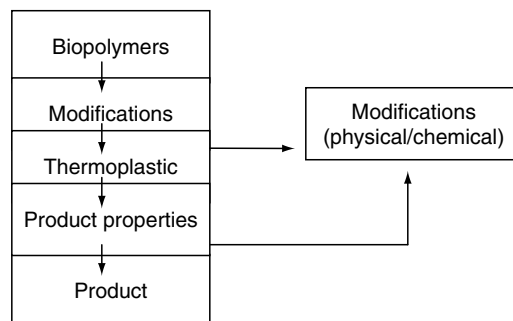 Biopolymers
Modifications
Thermoplastic
Product properties
Product
Modifications
(physical/chemical)